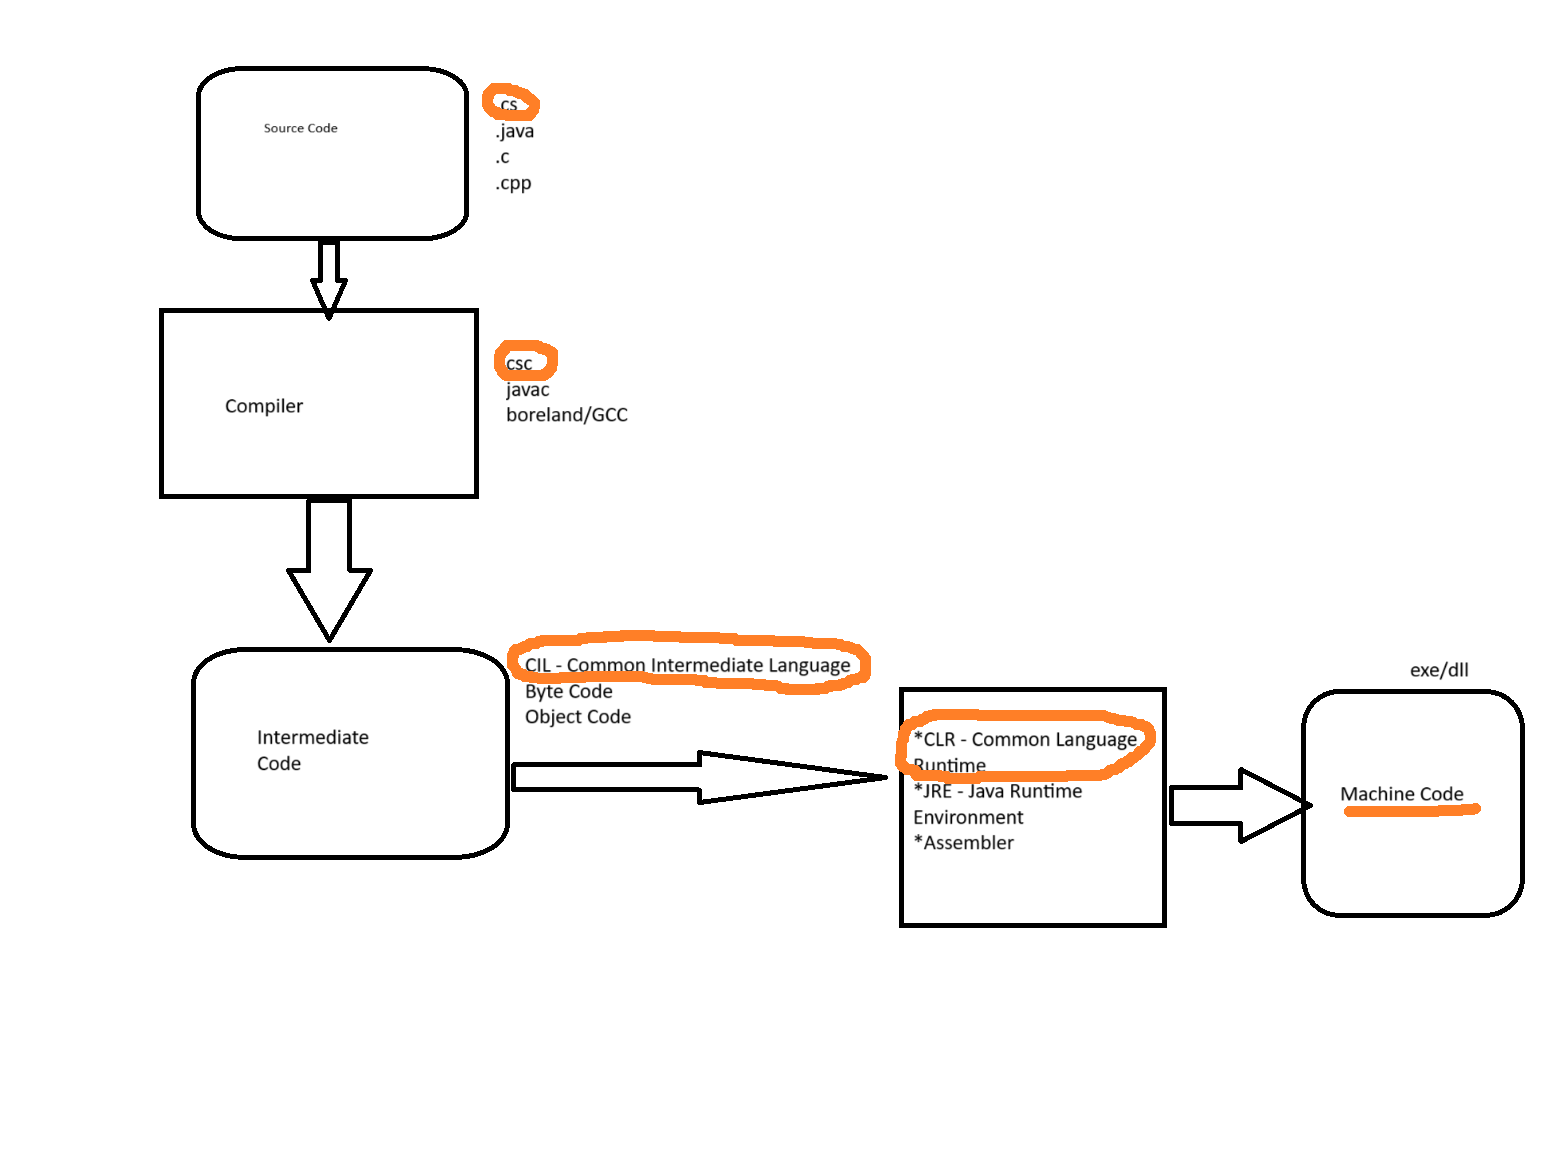 Source Code
.cs
.java
.c
.cpp
Compiler
csc
javac
boreland/GCC
Intermediate
Code
CIL - Common Intermediate Language
Byte Code
Object Code
*CLR - Common Language
Runtime
*JRE - Java Runtime
Environment
*Assembler
exe/dll
Machine Code